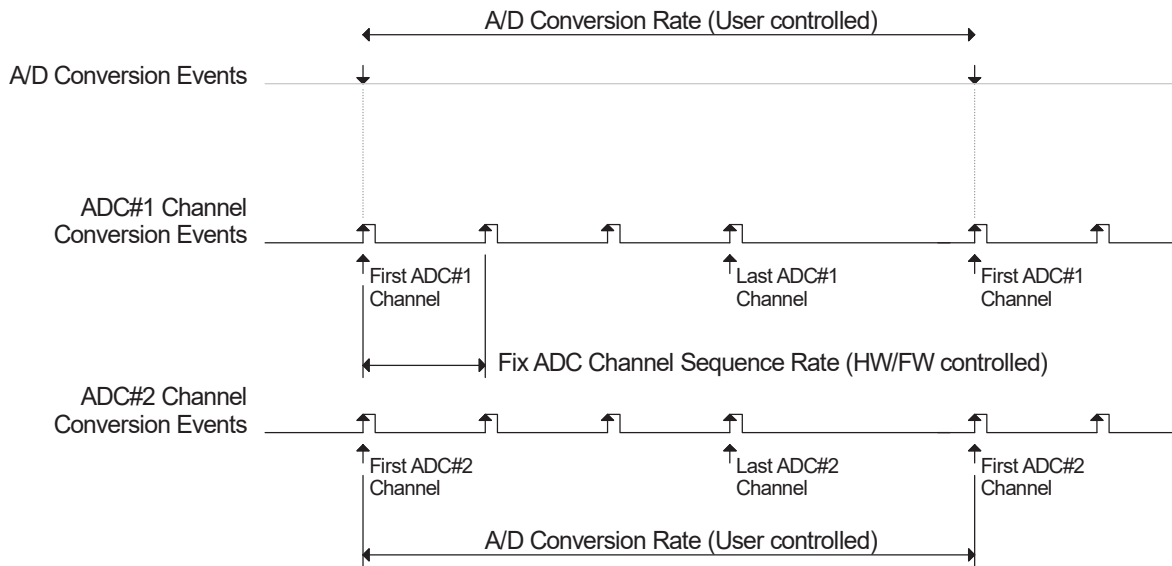 A/D Conversion Rate (User controlled)
A/D Conversion Events
ADC#1 Channel
Conversion Events
First ADC#1
Channel
Last ADC#1
Channel
First ADC#1
Channel
Fix ADC Channel Sequence Rate (HW/FW controlled)
ADC#2 Channel
Conversion Events
First ADC#2
Channel
Last ADC#2
Channel
First ADC#2
Channel
A/D Conversion Rate (User controlled)